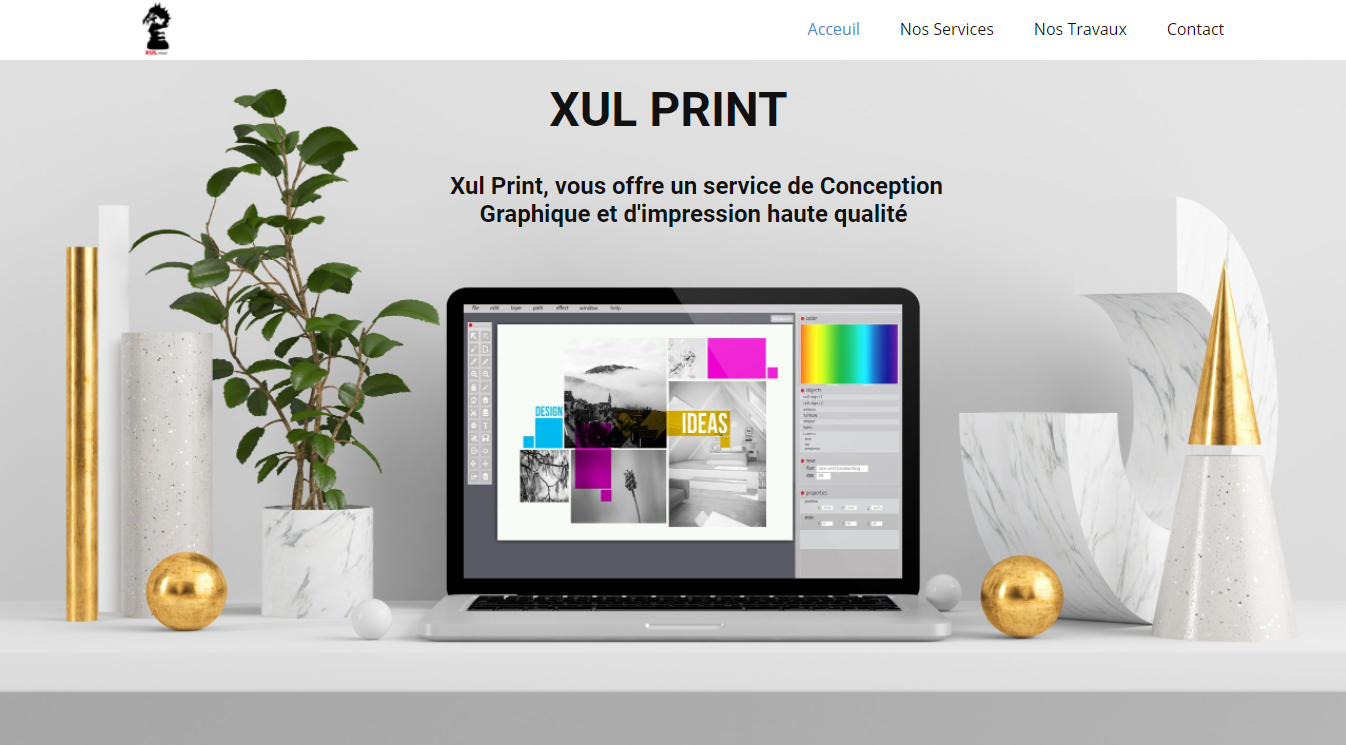 XUL
Acceuil
Nos Services
Nos Travaux
Contact
XUL PRINT
Xul Print, vous offre un service de Conception
Graphique et d'impression haute qualité
file edit layer path effect window help
color
DESIGN
IDEAS
objects
text
properties